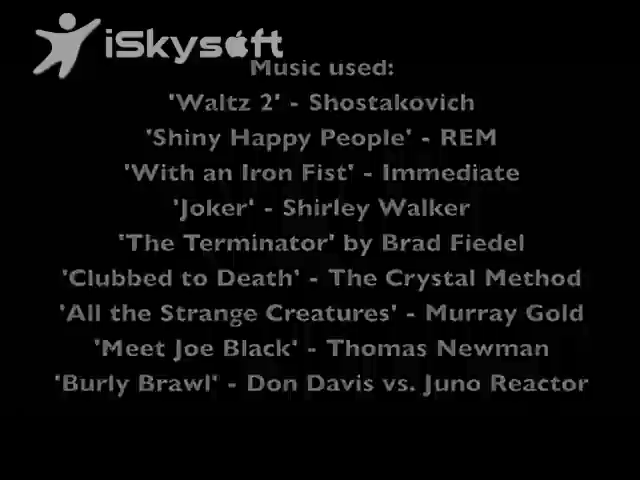 iSkysoft
Music used:
'Waltz 2' - Shostakovich
'Shiny Happy People' - REM
'With an Iron Fist' - Immediate
'Joker' - Shirley Walker
'The Terminator' by Brad Fiedel
'Clubbed to Death' - The Crystal Method
'All the Strange Creatures' - Murray Gold
'Meet Joe Black' - Thomas Newman
'Burly Brawl' - Don Davis vs. Juno Reactor